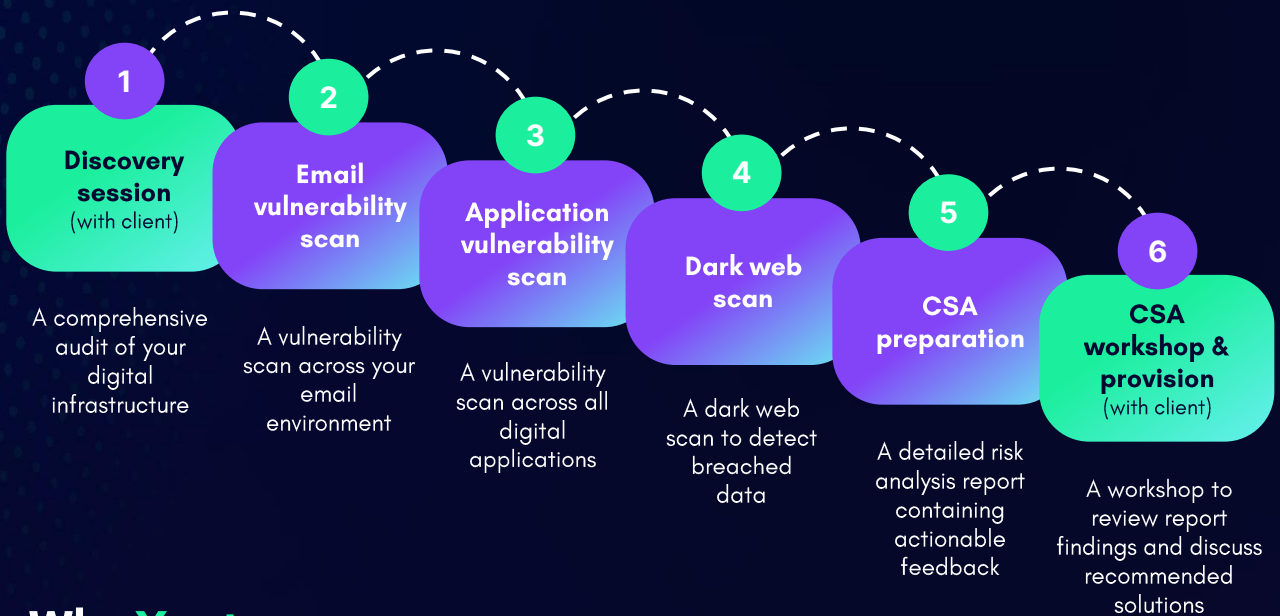 1
Discovery
session
(with client)
A comprehensive
audit of your
digital
infrastructure
2
Email
vulnerability
scan
A vulnerability
scan across your
email
environment
3
Application
vulnerability
scan
A vulnerability
scan across all
digital
applications
4
Dark web
scan
A dark web
scan to detect
breached
data
5
CSA
preparation
A detailed risk
analysis report
containing
actionable
feedback
6
CSA
workshop &
provision
(with client)
A workshop to
review report
findings and discuss
recommended
solutions